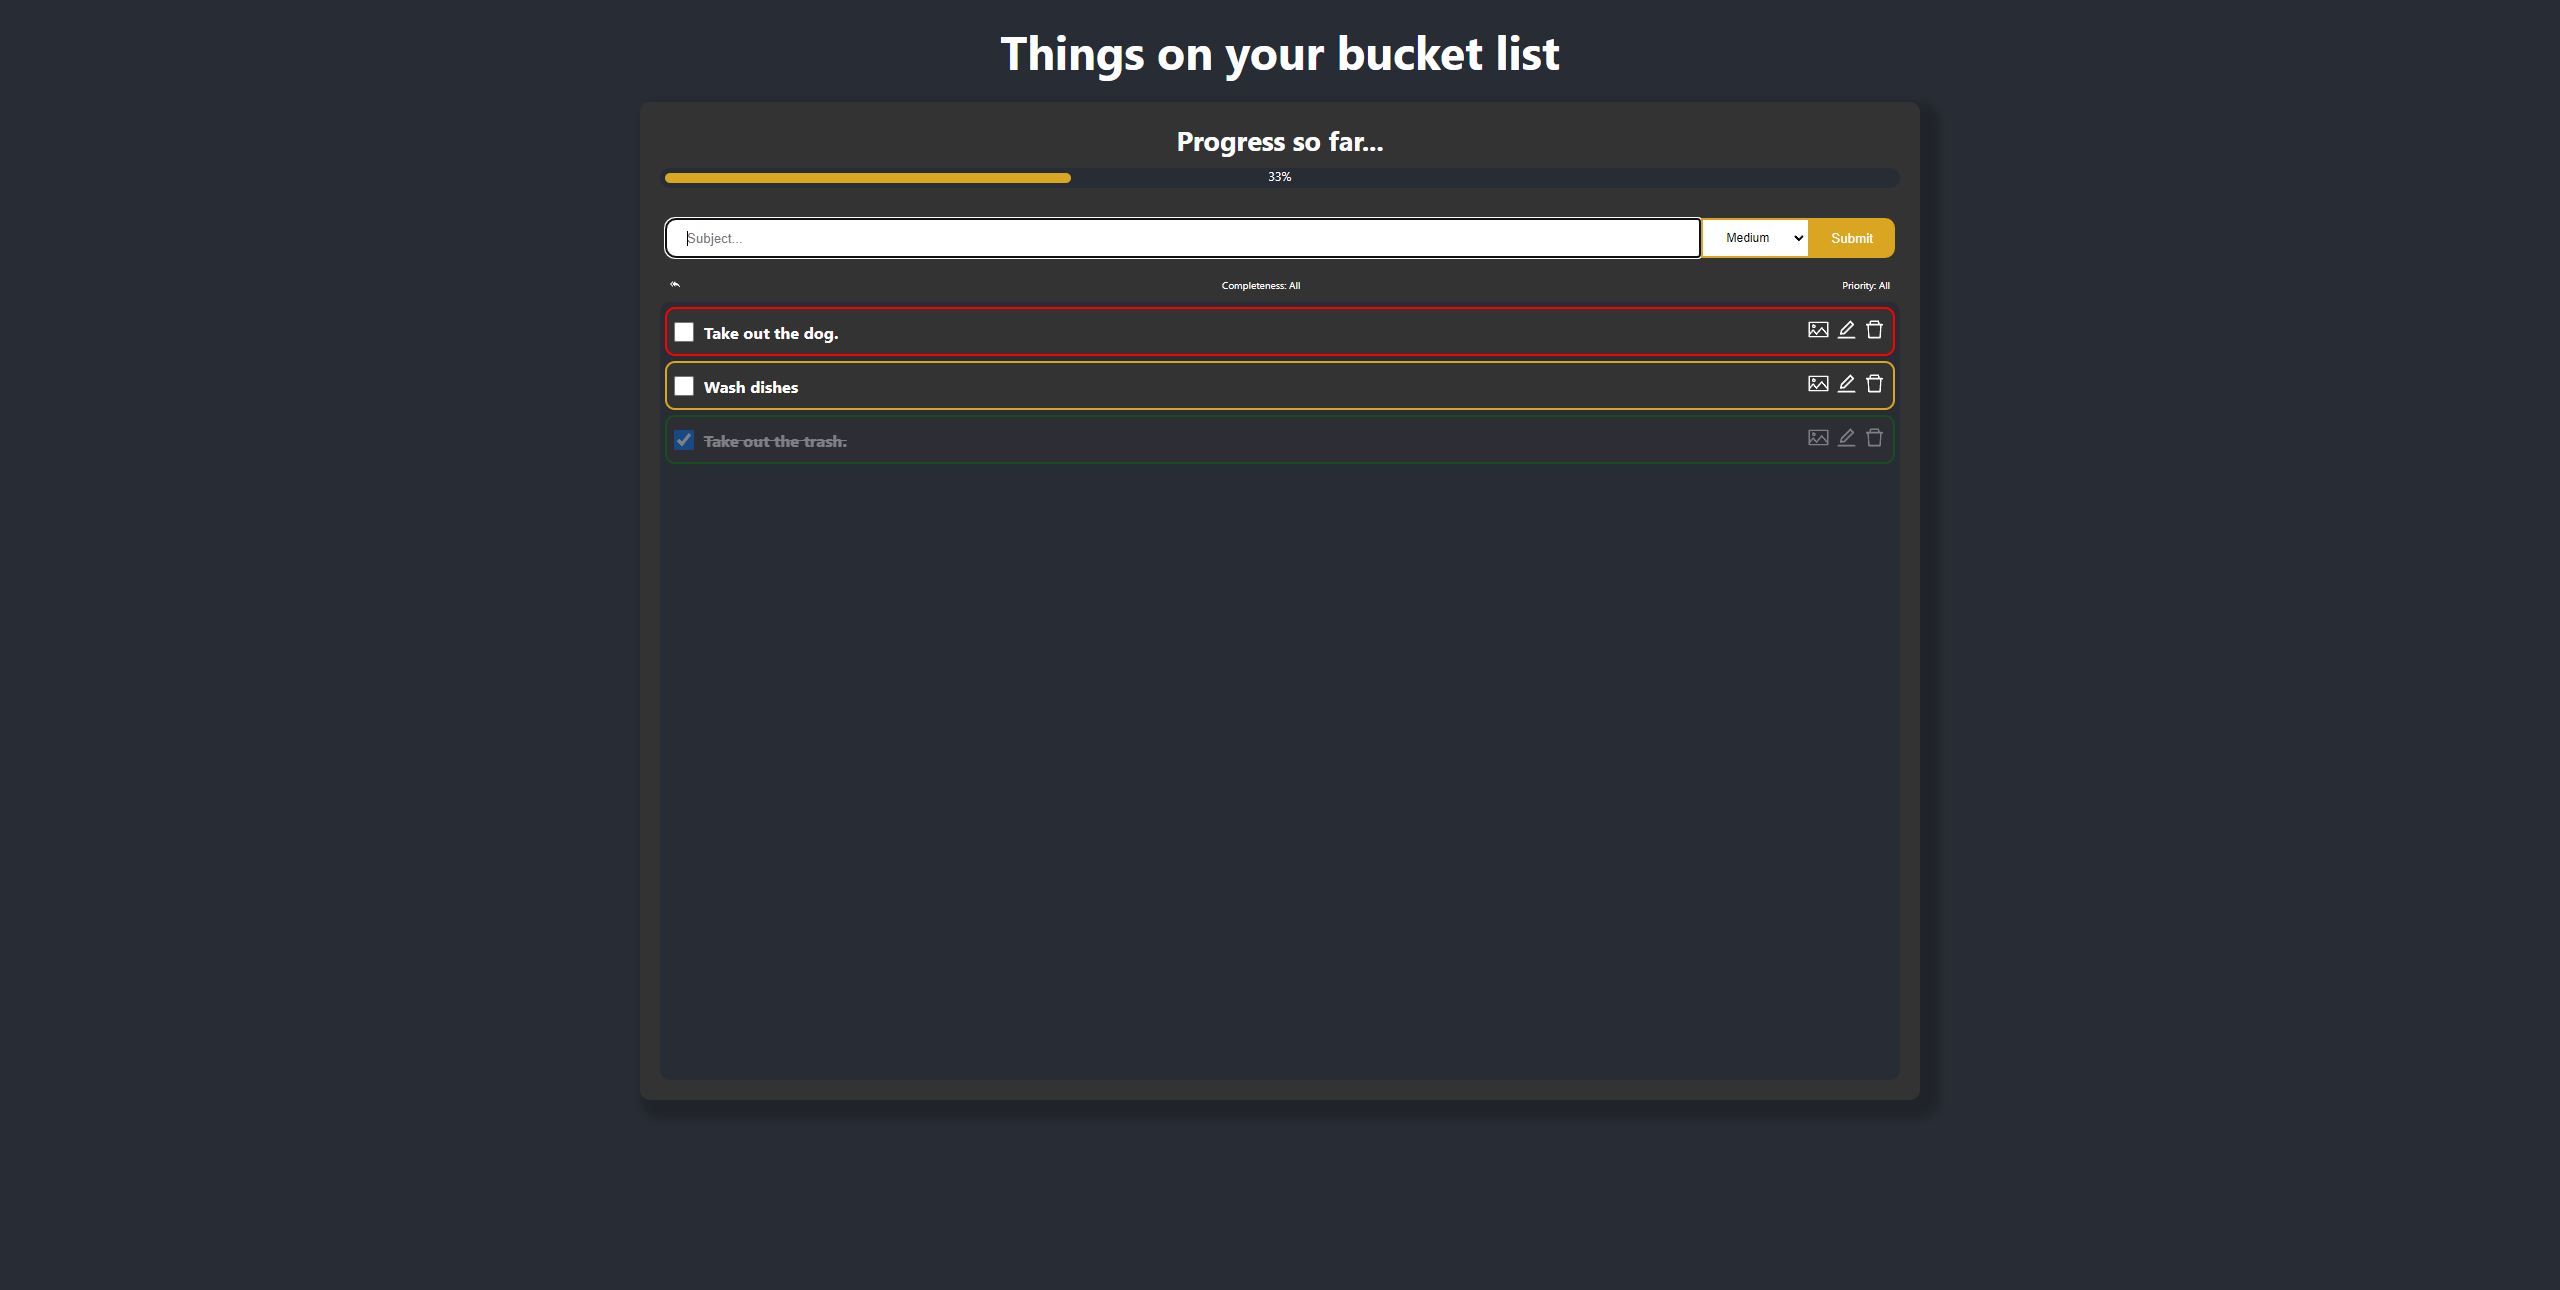 Things on your bucket list
Progress so far...
33%
Subject... Medium Submit
Completeness: All Priority: All
Take out the dog.
Wash dishes
Take out the trash.